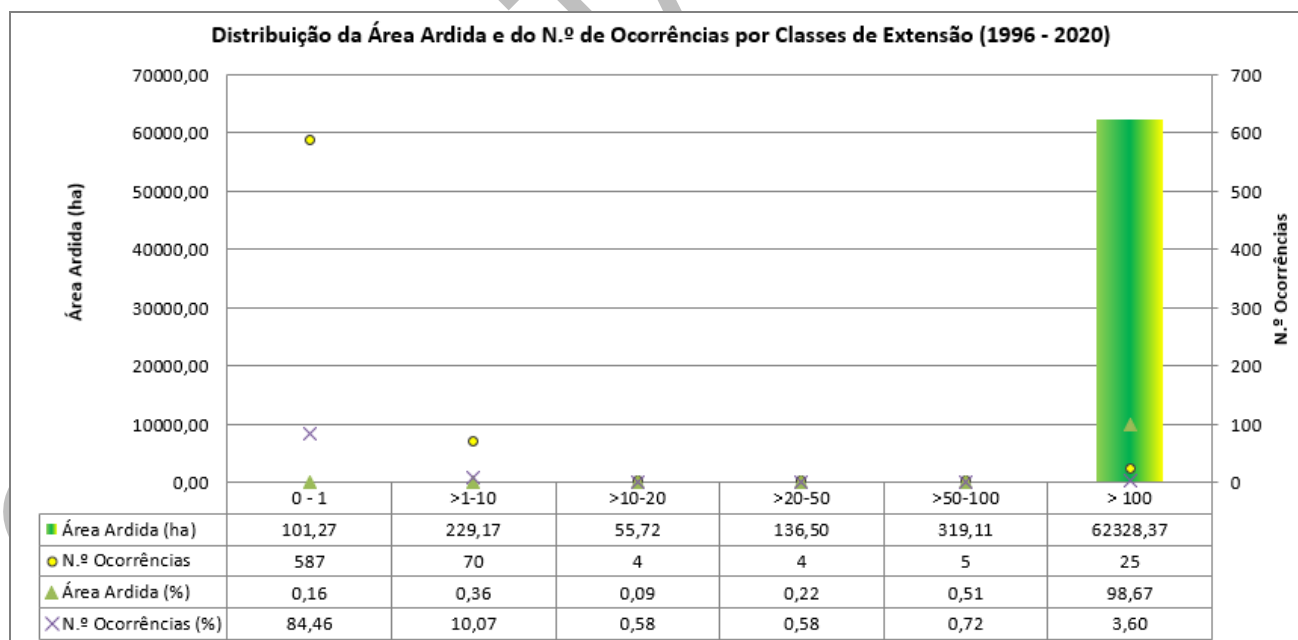 Distribuição da Área Ardida e do N.º de Ocorrências por Classes de Extensão (1996 - 2020)
Área Ardida (ha)
70000,00
60000,00
50000,00
40000,00
30000,00
20000,00
10000,00
0,00
700
600
500
400
300
200
100
0
N.º Ocorrências
0 - 1 >1-10 >10-20 >20-50 >50-100 > 100
Área Ardida (ha) 101,27 229,17 55,72 136,50 319,11 62328,37
N.º Ocorrências 587 70 4 4 5 25
Área Ardida (%) 0,16 0,36 0,09 0,22 0,51 98,67
N.º Ocorrências (%) 84,46 10,07 0,58 0,58 0,72 3,60